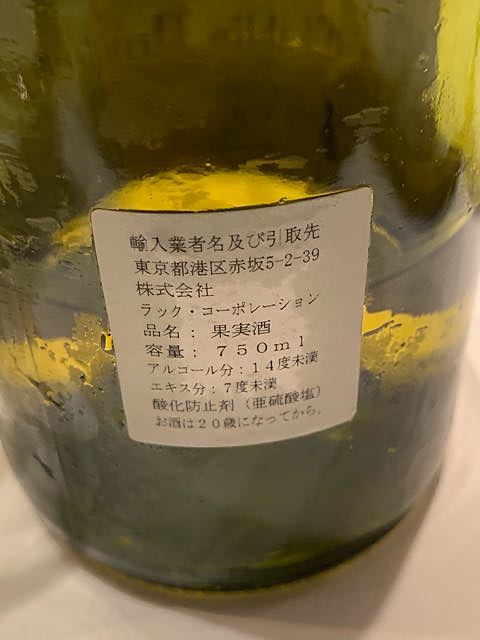 輸入業者名及び引取先
東京都港区赤坂5-2-39
株式会社
ラック・コーポレーション
品名：果実酒
容量：750ml
アルコール分：14度未満
エキス分：7度未満
酸化防止剤（亜硫酸塩）
お酒は20歳になってから。